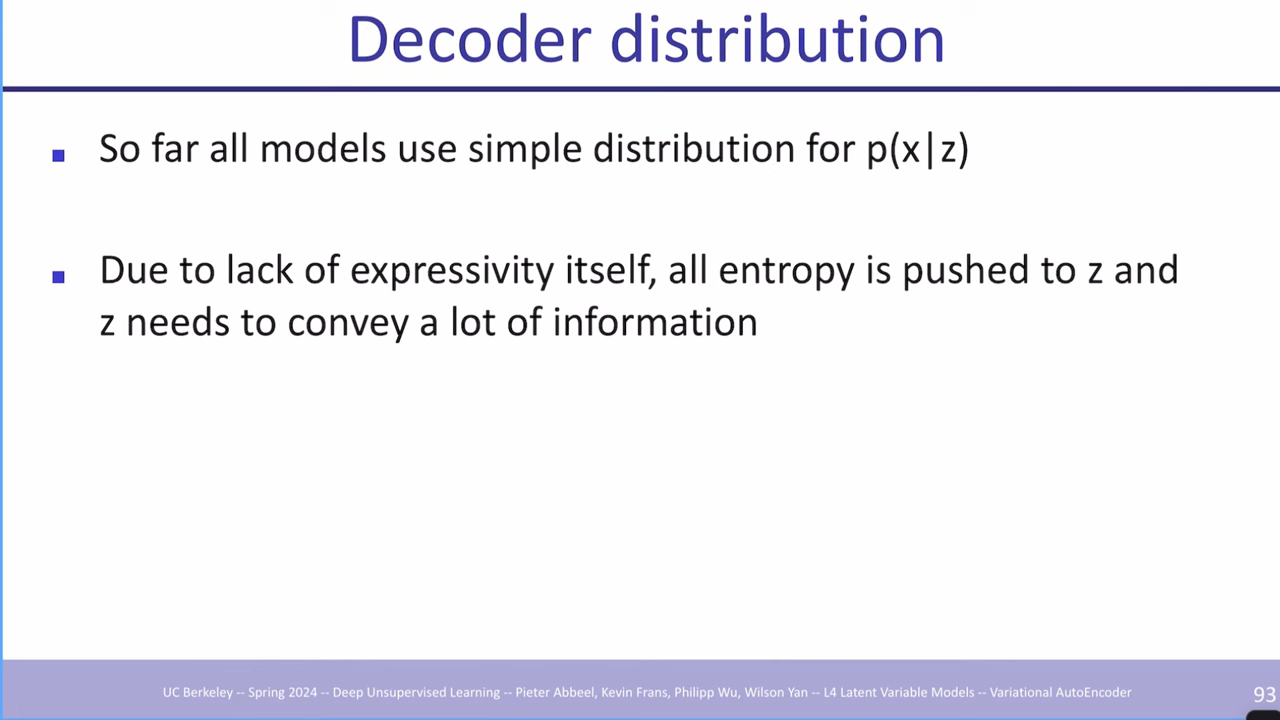 Decoder distribution
So far all models use simple distribution for p(x|z)
Due to lack of expressivity itself, all entropy is pushed to z and
z needs to convey a lot of information
UC Berkeley -- Spring 2024 -- Deep Unsupervised Learning -- Pieter Abbeel, Kevin Frans, Philipp Wu, Wilson Yan -- L4 Latent Variable Models -- Variational AutoEncoder
93